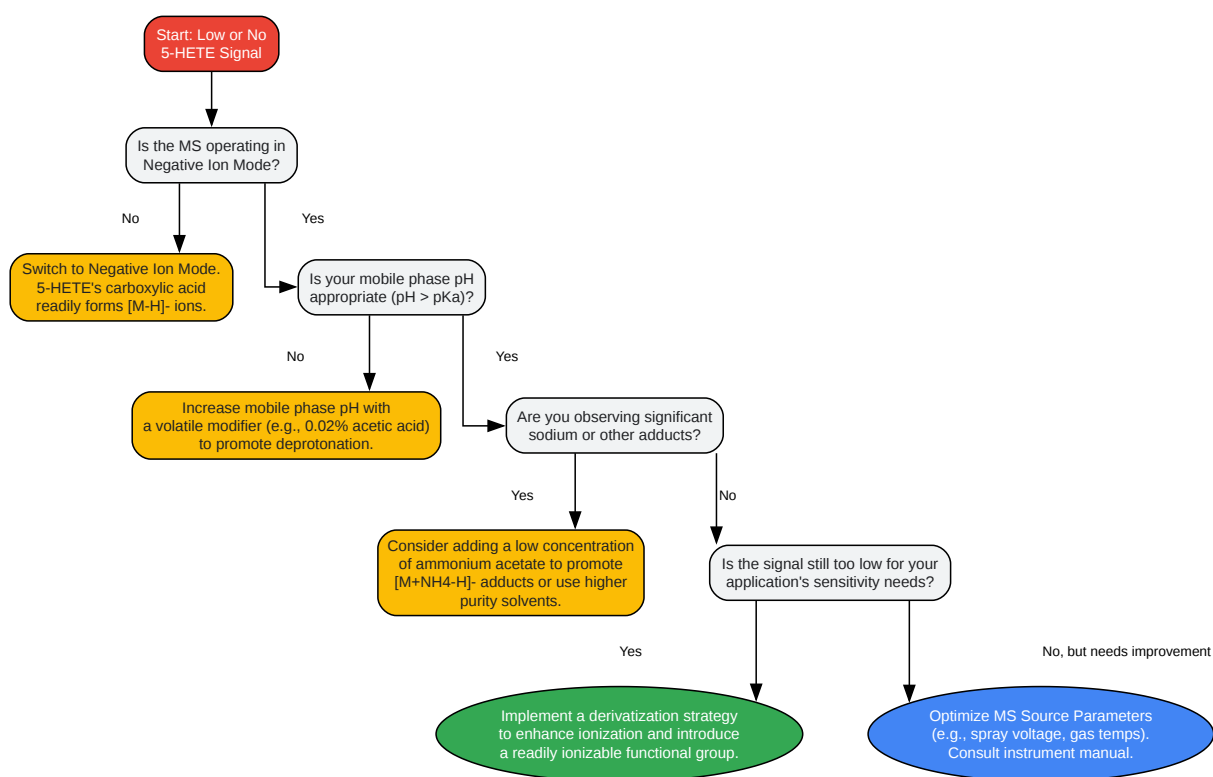 Start: Low or No
5-HETE Signal
Is the MS operating in
Negative Ion Mode?
No
Yes
Switch to Negative Ion Mode.
5-HETE's carboxylic acid
readily forms [M-H]- ions.
Is your mobile phase pH
appropriate (pH > pKa)?
No
Yes
Increase mobile phase pH with
a volatile modifier (e.g., 0.02% acetic acid)
to promote deprotonation.
Are you observing significant
sodium or other adducts?
Yes
No
Consider adding a low concentration
of ammonium acetate to promote
[M+NH4-H]- adducts or use higher
purity solvents.
Is the signal still too low for your
application's sensitivity needs?
Yes
No, but needs improvement
Implement a derivatization strategy
to enhance ionization and introduce
a readily ionizable functional group.
Optimize MS Source Parameters
(e.g., spray voltage, gas temps).
Consult instrument manual.